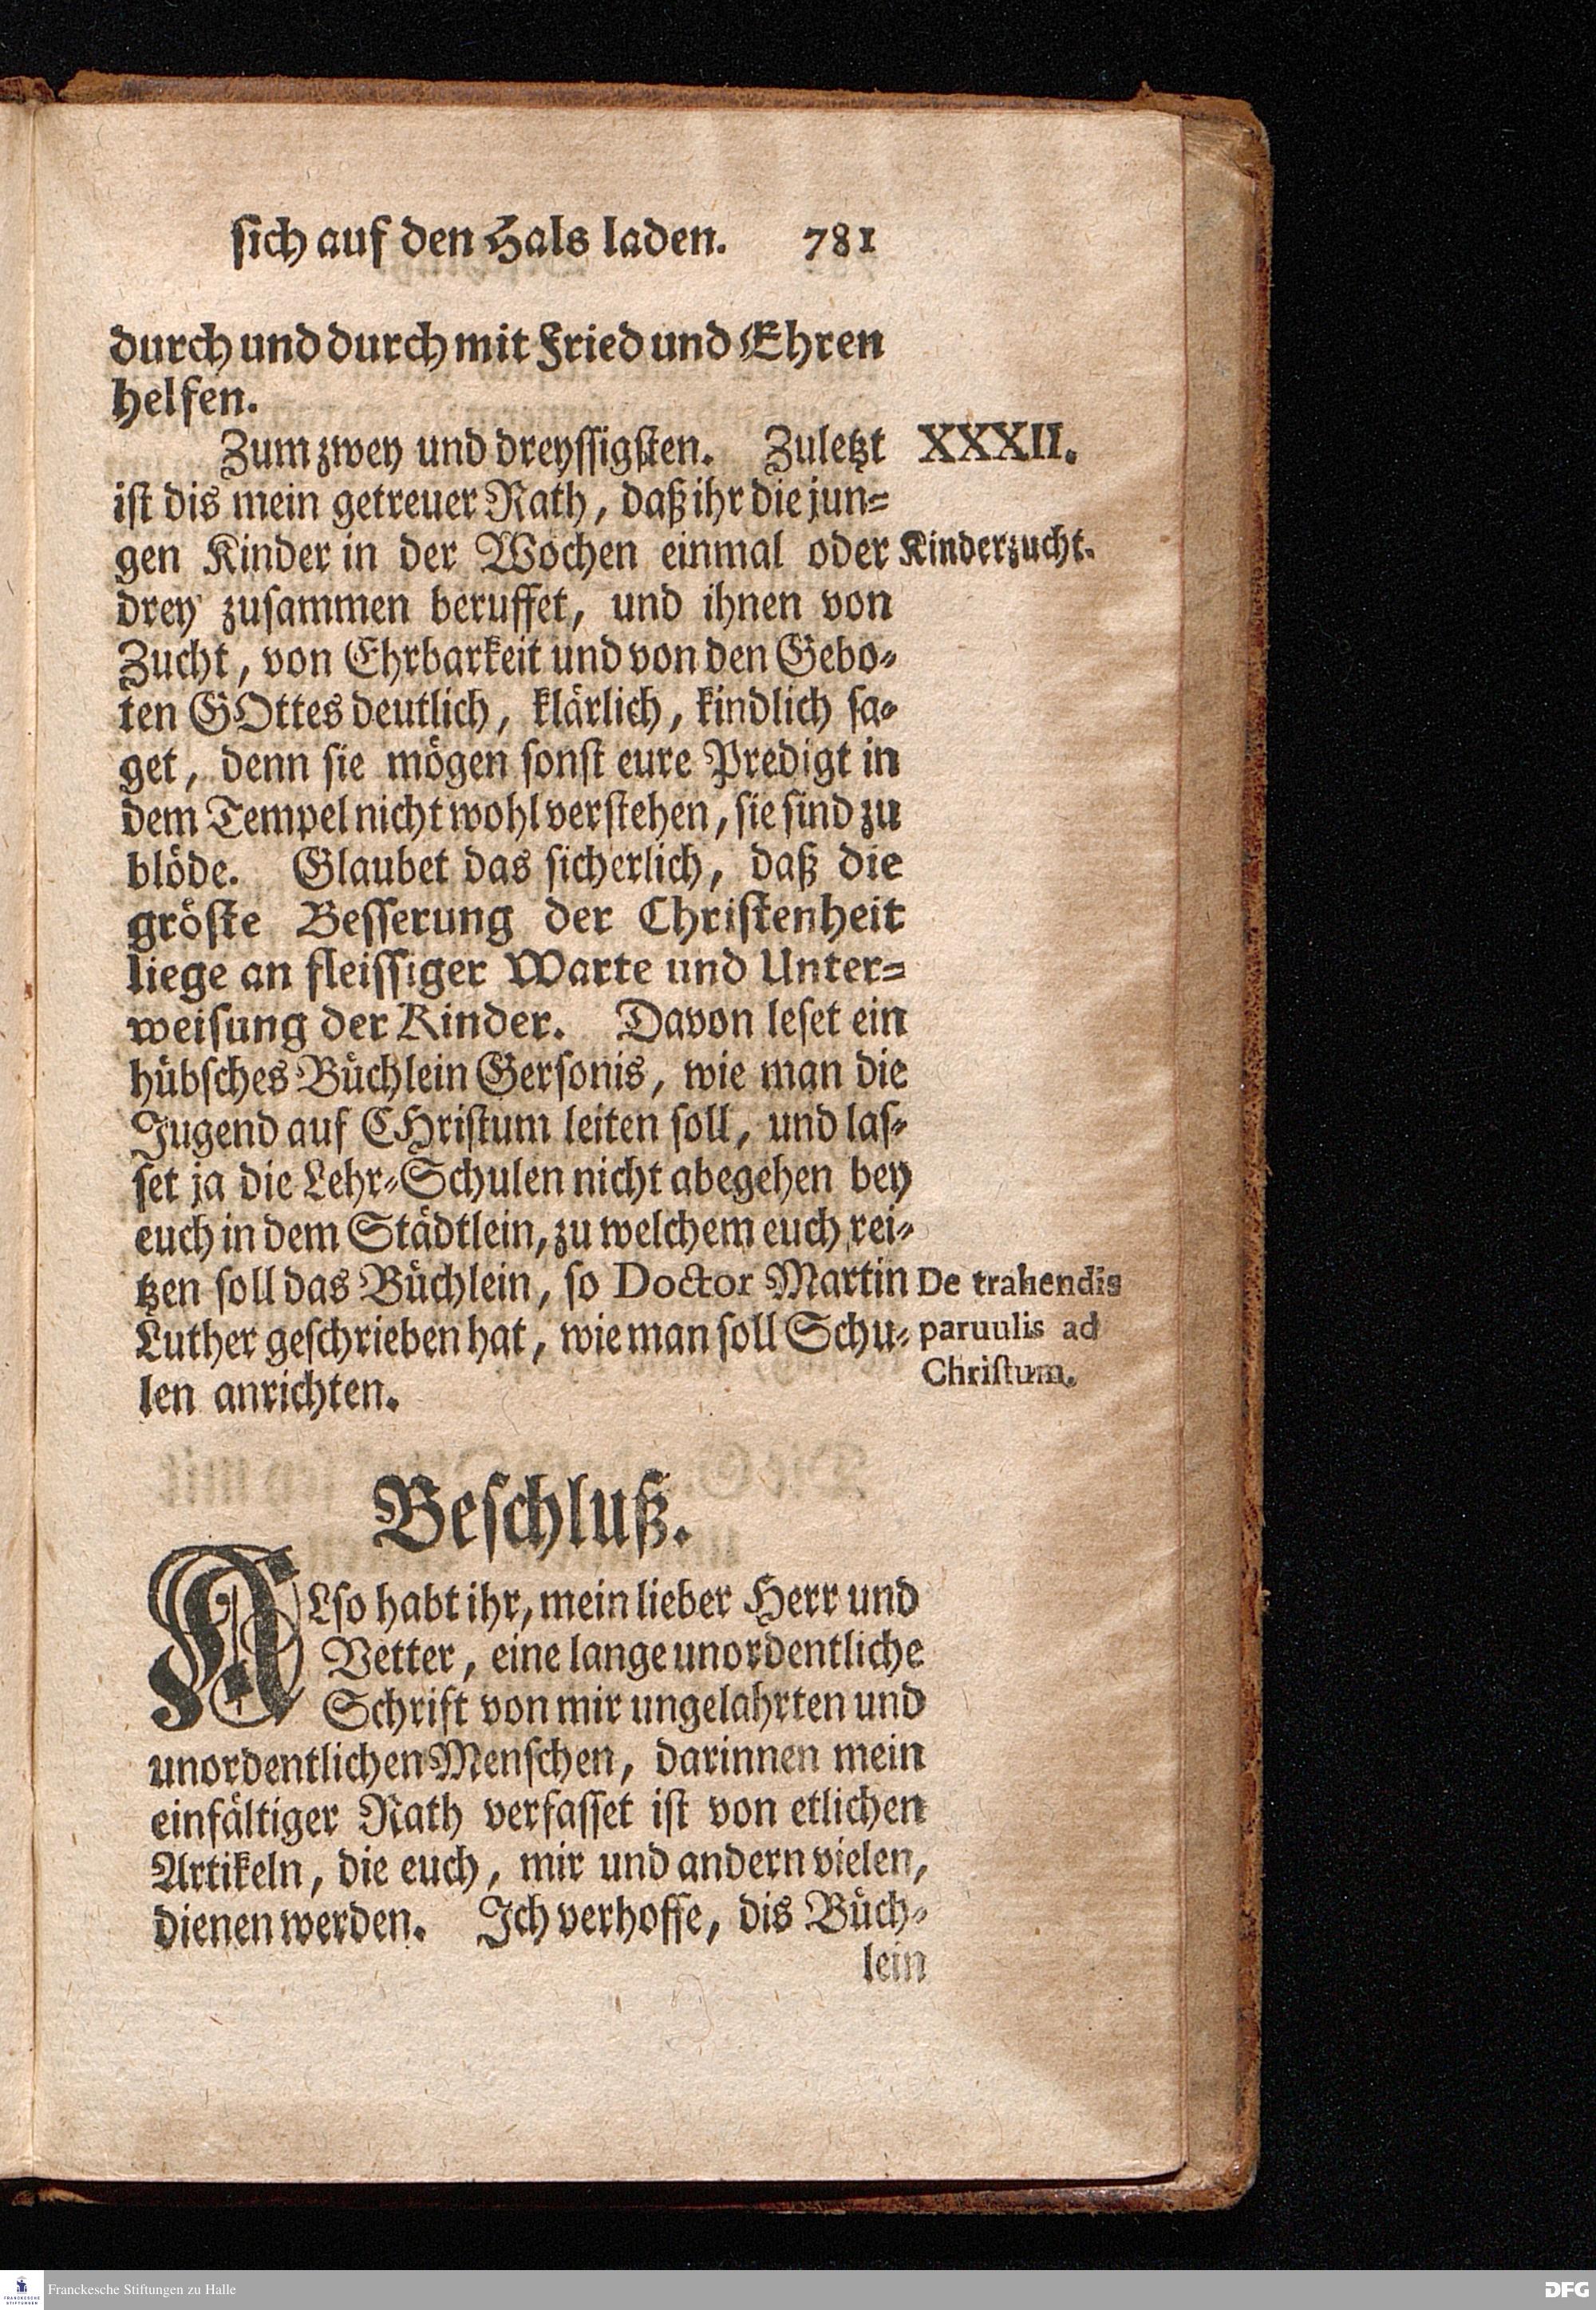 sich auf den Hals laden. 781
durch und durch mit Fried und Ehren
helfen.
Zum zwey und dreyssigsten. Zuletzt XXXII.
ist dis mein getreuer Rath, daß ihr die jun-
gen Kinder in der Wochen einmal oder Kinderzucht.
drey zusammen beruffet, und ihnen von
Zucht, von Ehrbarkeit und von den Gebo-
ten GOttes deutlich, klärlich, kindlich sa-
get, denn sie mögen sonst eure Predigt in
dem Tempel nicht wohl verstehen, sie sind zu
blöde. Glaubet das sicherlich, daß die
gröste Besserung der Christenheit
liege an fleissiger Warte und Unter-
weisung der Kinder. Davon leset ein
hübsches Büchlein Gersonis, wie man die
Jugend auf CHristum leiten soll, und las-
set ja die Lehr-Schulen nicht abegehen bey
euch in dem Städtlein, zu welchem euch rei-
tzen soll das Büchlein, so Doctor Martin De trahendis
Luther geschrieben hat, wie man soll Schu- paruulis ad
Christum.
len anrichten.
Beschluß.
ALso habt ihr, mein lieber Herr und
Vetter, eine lange unordentliche
Schrift von mir ungelahrten und
unordentlichen Menschen, darinnen mein
einfältiger Rath verfasset ist von etlichen
Artikeln, die euch, mir und andern vielen,
dienen werden. Ich verhoffe, dis Büch-
lein
Franckesche Stiftungen zu Halle
DFG